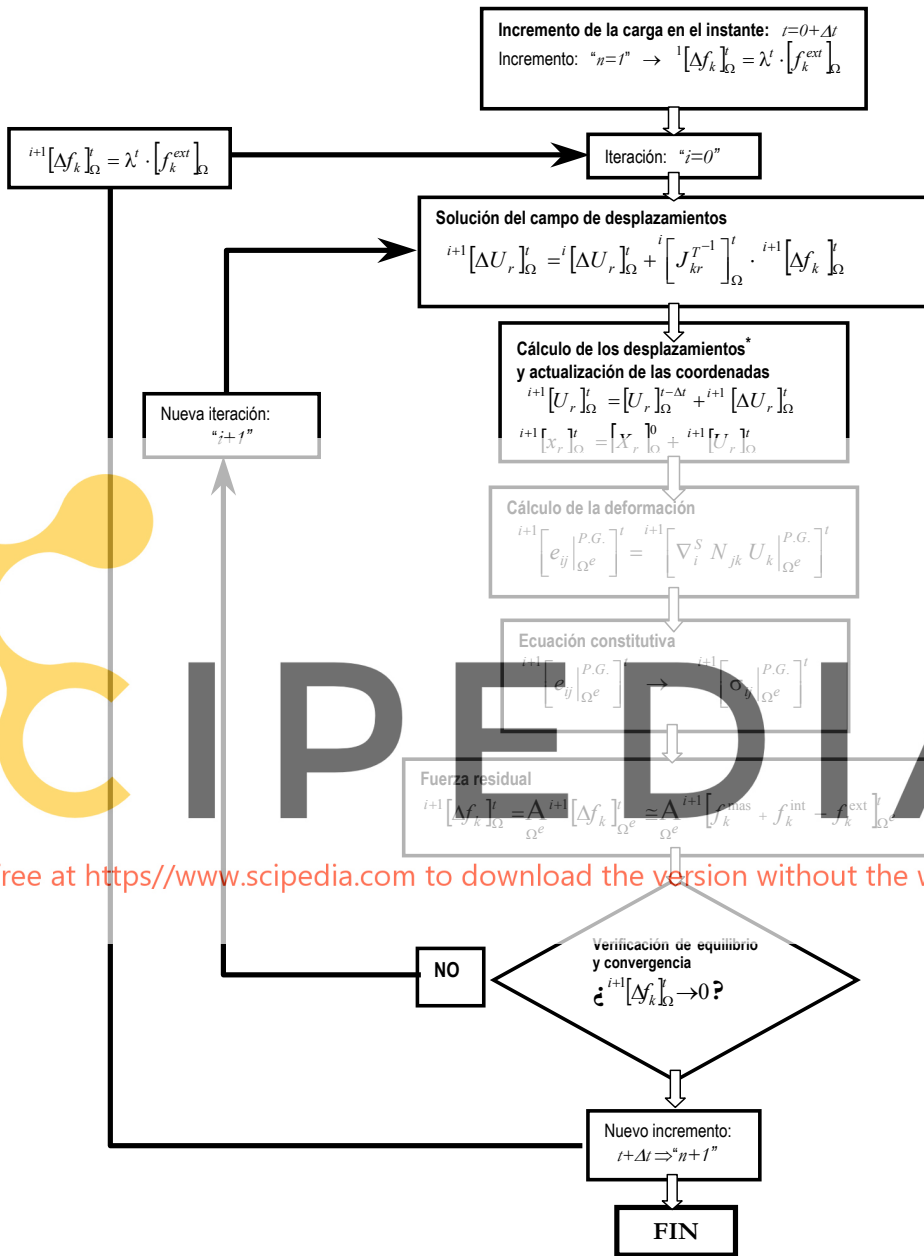 Incremento de la carga en el instante: t=0+Δt
Incremento: “n=1” → ¹[Δf_k]^t_Ω = λ^t · [f_k^ext]_Ω
^{i+1}[Δf_k]^t_Ω = λ^t · [f_k^ext]_Ω
Iteración: “i=0”
Solución del campo de desplazamientos
^{i+1}[ΔU_r]^t_Ω = ^i[ΔU_r]^t_Ω + ^i[J_kr^{T^-1}]^t_Ω · ^{i+1}[Δf_k]^t_Ω
Cálculo de los desplazamientos*
y actualización de las coordenadas
^{i+1}[U_r]^t_Ω = [U_r]^{t−Δt}_Ω + ^{i+1}[ΔU_r]^t_Ω
^{i+1}[x_r]^t_Ω = [X_r]^0_Ω + ^{i+1}[U_r]^t_Ω
Nueva iteración:
“i+1”
Cálculo de la deformación
^{i+1}[e_ij|^{P.G.}_{Ω^e}]^t = ^{i+1}[∇_i^S N_jk U_k|^{P.G.}_{Ω^e}]^t
Ecuación constitutiva
^{i+1}[e_ij|^{P.G.}_{Ω^e}]^t → ^{i+1}[σ_ij|^{P.G.}_{Ω^e}]^t
CIPEDIA
Fuerza residual
^{i+1}[Δf_k]^t_Ω = A_{Ω^e} ^{i+1}[Δf_k]^t_{Ω^e} ≅ A_{Ω^e} ^{i+1}[f_k^mas + f_k^int − f_k^ext]^t_{Ω^e}
ree at https//www.scipedia.com to download the version without the w
Verificación de equilibrio
y convergencia
¿^{i+1}[Δf_k]^t_Ω → 0?
NO
Nuevo incremento:
t+Δt⇒“n+1”
FIN